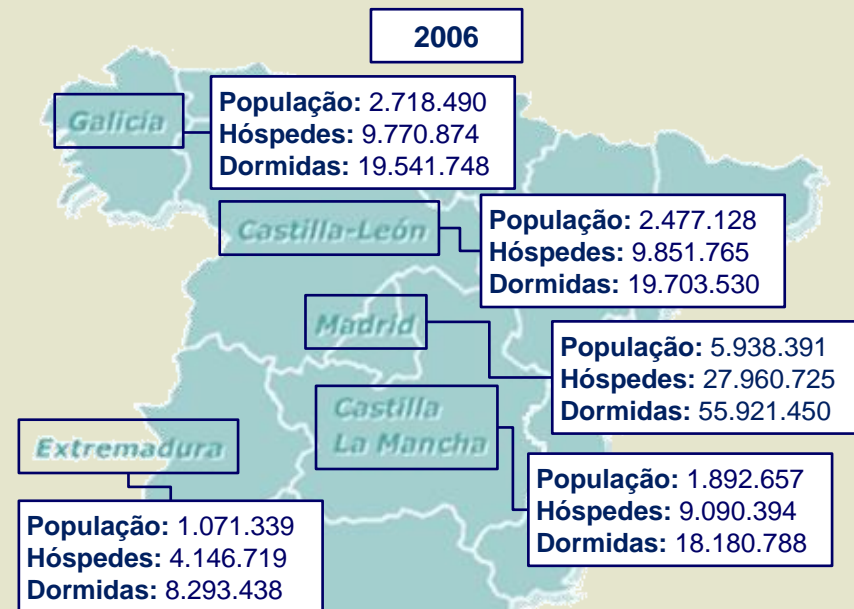 2006
Galicia
População: 2.718.490
Hóspedes: 9.770.874
Dormidas: 19.541.748
Castilla-León
População: 2.477.128
Hóspedes: 9.851.765
Dormidas: 19.703.530
Madrid
População: 5.938.391
Hóspedes: 27.960.725
Dormidas: 55.921.450
Castilla
La Mancha
População: 1.892.657
Hóspedes: 9.090.394
Dormidas: 18.180.788
Extremadura
População: 1.071.339
Hóspedes: 4.146.719
Dormidas: 8.293.438